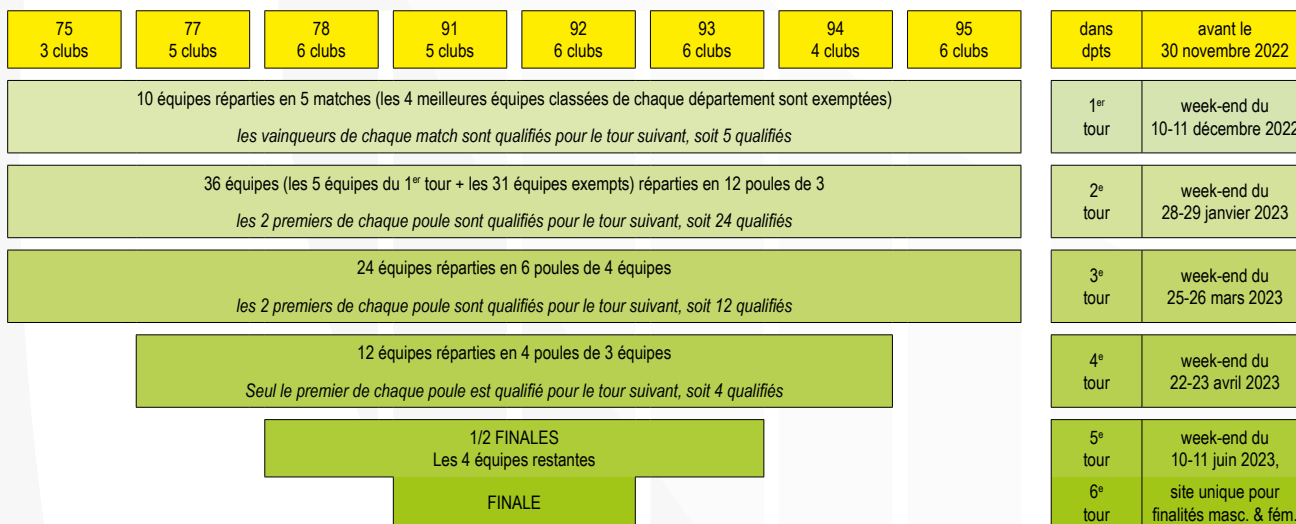 75
3 clubs
77
5 clubs
78
6 clubs
91
5 clubs
92
6 clubs
93
6 clubs
94
4 clubs
95
6 clubs
dans
dpts
avant le
30 novembre 2022
10 équipes réparties en 5 matches (les 4 meilleures équipes classées de chaque département sont exemptées)
les vainqueurs de chaque match sont qualifiés pour le tour suivant, soit 5 qualifiés
1er
tour
week-end du
10-11 décembre 2022
36 équipes (les 5 équipes du 1er tour + les 31 équipes exempts) réparties en 12 poules de 3
les 2 premiers de chaque poule sont qualifiés pour le tour suivant, soit 24 qualifiés
2e
tour
week-end du
28-29 janvier 2023
24 équipes réparties en 6 poules de 4 équipes
les 2 premiers de chaque poule sont qualifiés pour le tour suivant, soit 12 qualifiés
3e
tour
week-end du
25-26 mars 2023
12 équipes réparties en 4 poules de 3 équipes
Seul le premier de chaque poule est qualifié pour le tour suivant, soit 4 qualifiés
4e
tour
week-end du
22-23 avril 2023
1/2 FINALES
Les 4 équipes restantes
5e
tour
week-end du
10-11 juin 2023,
FINALE
6e
tour
site unique pour
finalités masc. & fém.